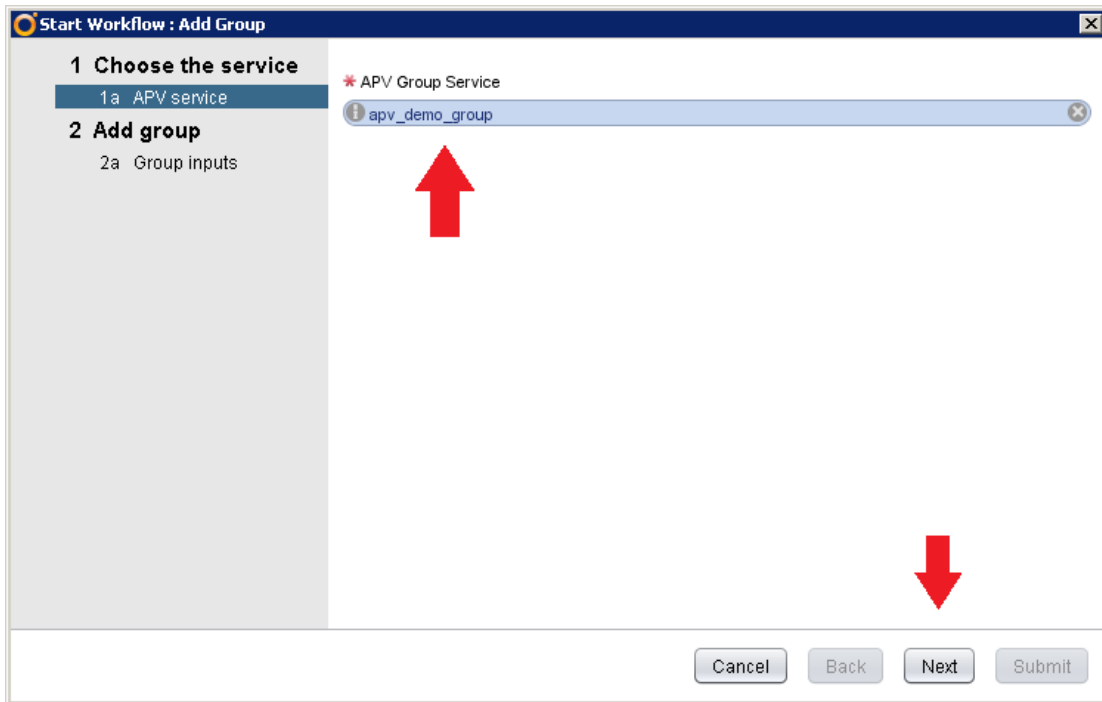 Start Workflow : Add Group
1 Choose the service
1a APV service
2 Add group
2a Group inputs
* APV Group Service
apv_demo_group
Cancel Back Next Submit